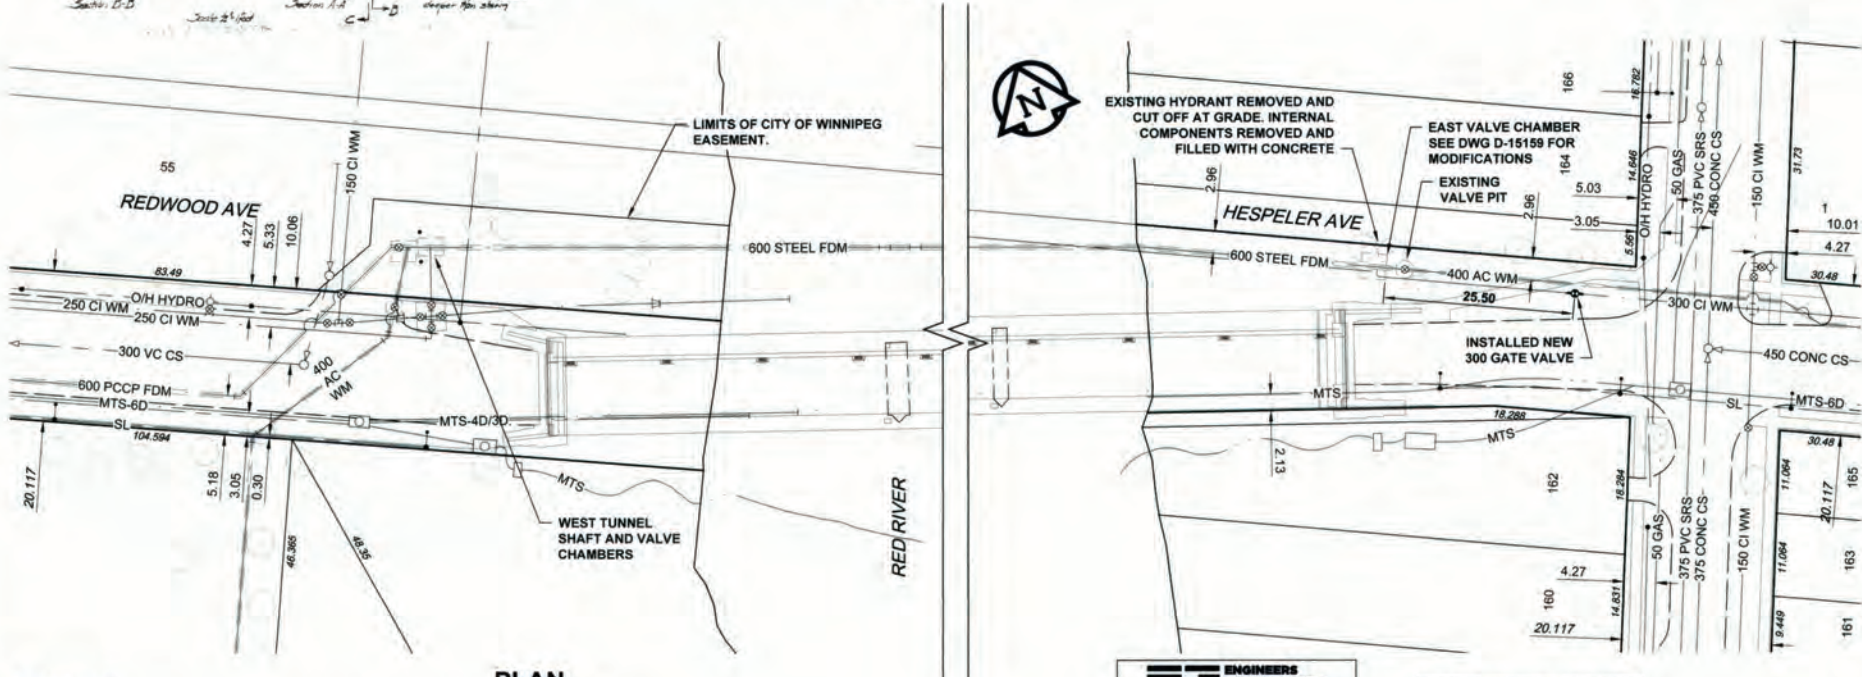 Section D-D
Section A-A
C
B
deeper than
LIMITS OF CITY OF WINNIPEG
EASEMENT.
55
150 CI WM
REDWOOD AVE
4.27
5.33
10.06
83.49
O/H HYDRO
250 CI WM
250 CI WM
300 VC CS
400
AC
WM
600 PCCP FDM
MTS-6D
SL
104.594
MTS-4D/3D
MTS
20.117
5.18
3.05
0.30
46.365
48.35
600 STEEL FDM
WEST TUNNEL
SHAFT AND VALVE
CHAMBERS
RED RIVER
PLAN
N
EXISTING HYDRANT REMOVED AND
CUT OFF AT GRADE. INTERNAL
COMPONENTS REMOVED AND
FILLED WITH CONCRETE
EAST VALVE CHAMBER
SEE DWG D-15159 FOR
MODIFICATIONS
EXISTING
VALVE PIT
2.96
HESPELER AVE
2.96
600 STEEL FDM
400 AC WM
25.50
300 CI WM
INSTALLED NEW
300 GATE VALVE
166
164
5.03
3.05
16.782
14.646
5.561
O/H HYDRO
50 GAS
375 PVC SRS
450 CONC CS
150 CI WM
31.73
1
10.01
4.27
30.48
450 CONC CS
MTS
18.288
MTS
2.13
SL
MTS-6D
30.48
162
18.284
50 GAS
375 PVC SRS
375 CONC CS
150 CI WM
11.064
11.064
9.449
20.117
165
163
161
4.27
160
14.831
20.117
ENGINEERS